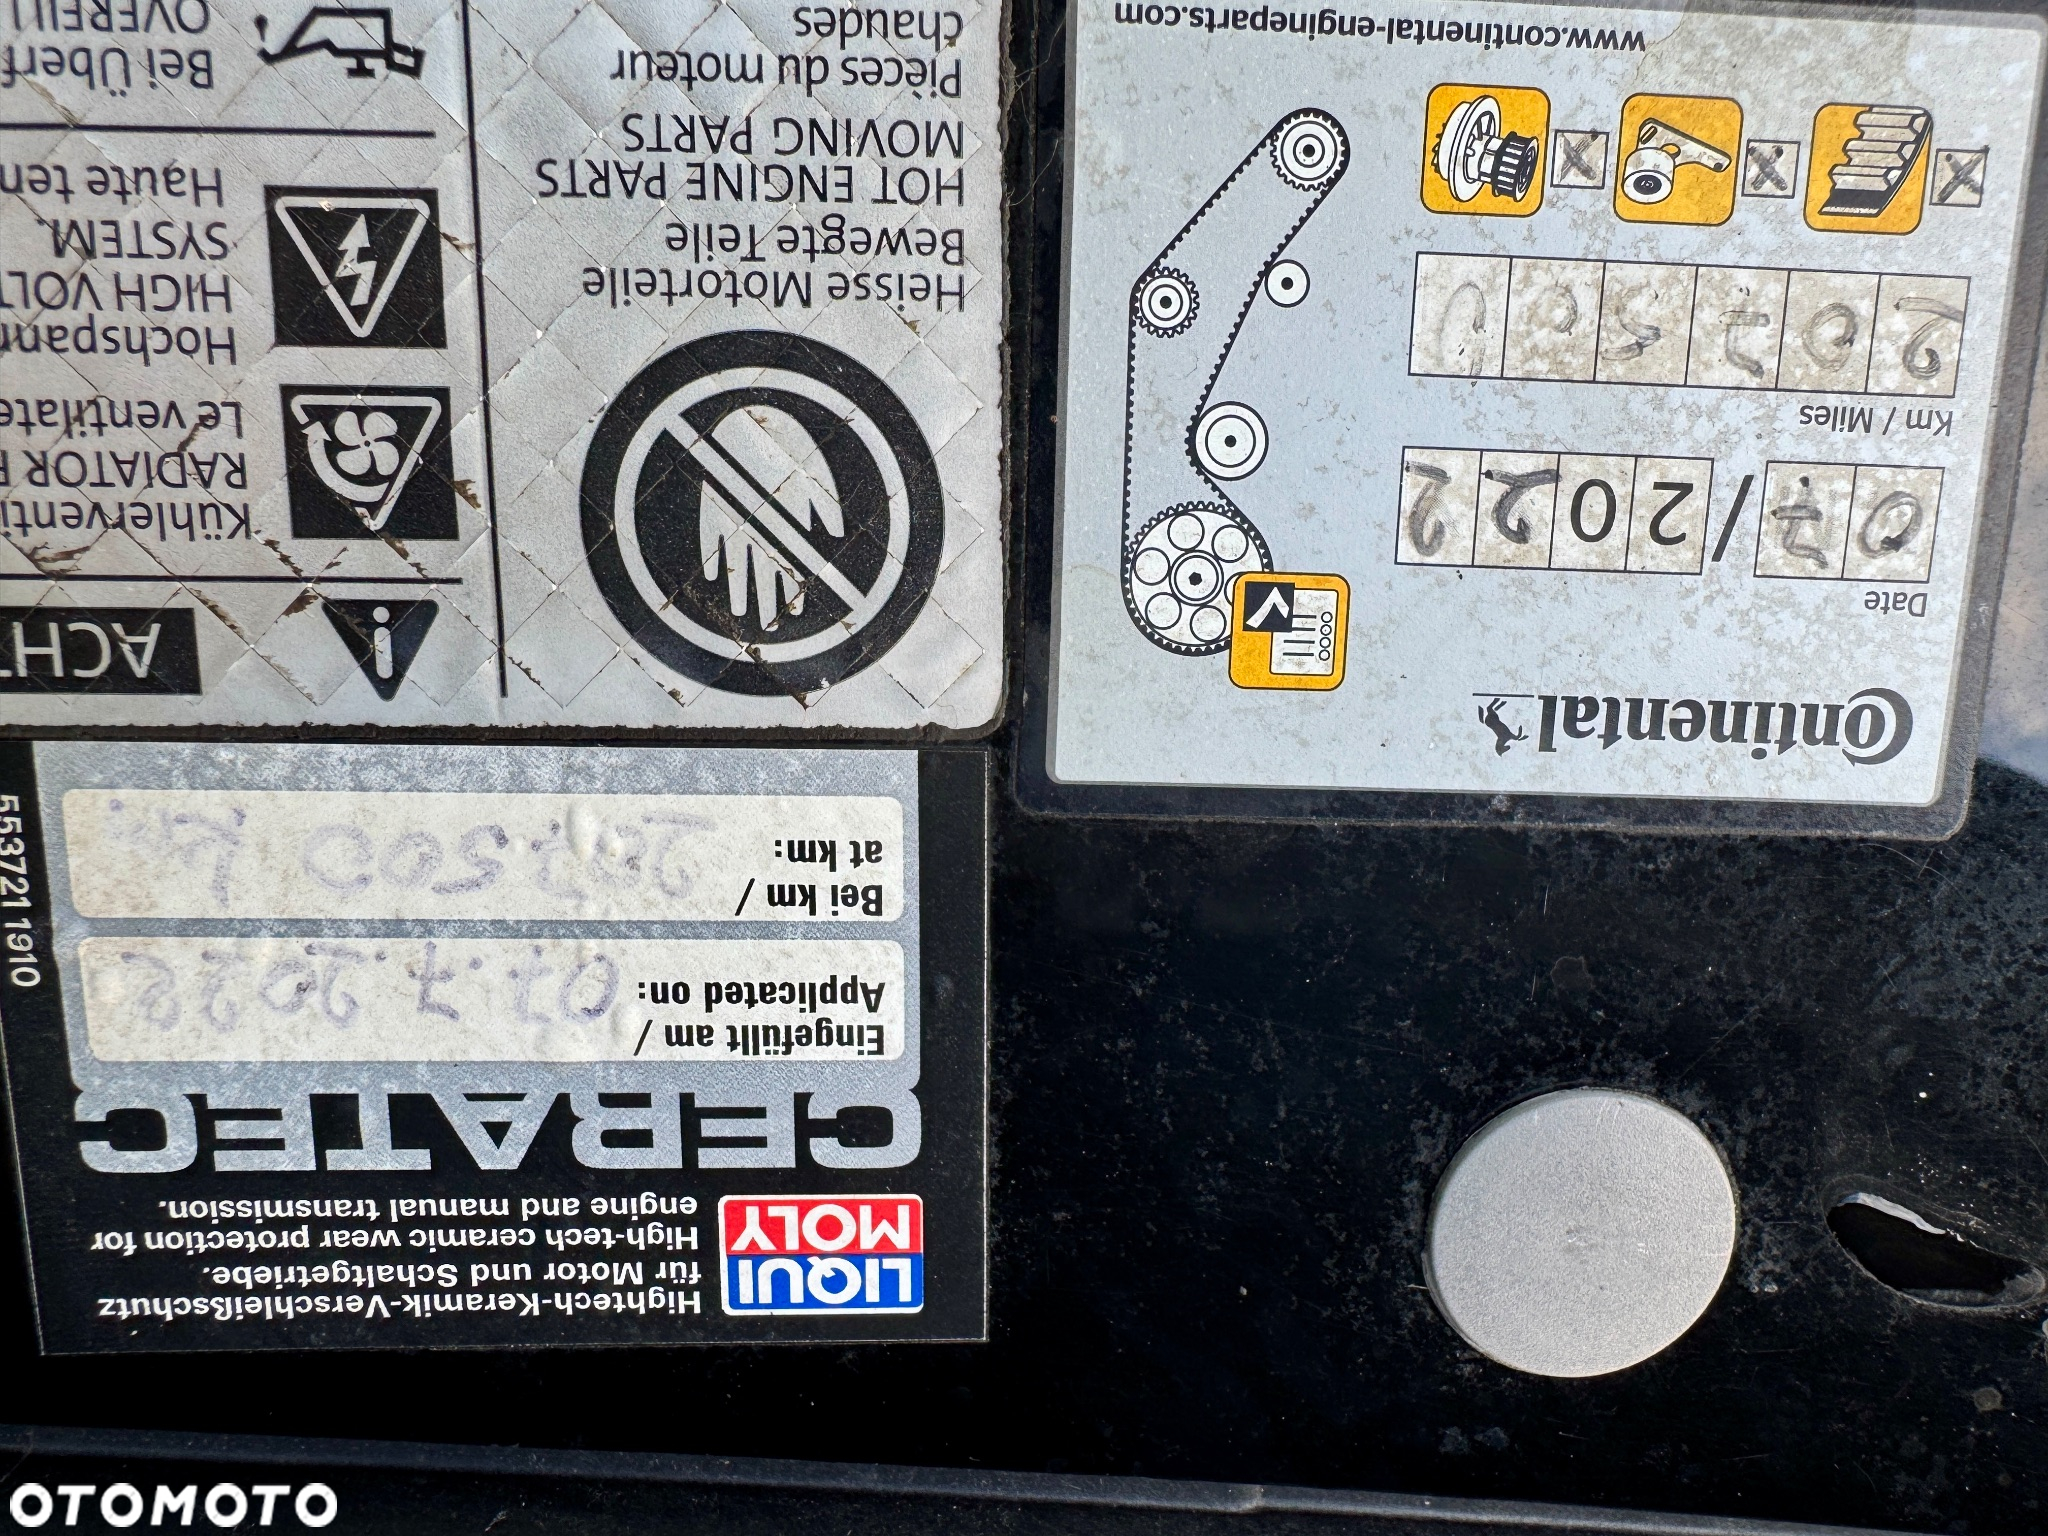 Continental
Date
07/2022
Km / Miles
207500
www.continental-engineparts.com
LIQUI
MOLY
Hightech-Keramik-Verschleißschutz
für Motor und Schaltgetriebe.
High-tech ceramic wear protection for
engine and manual transmission.
CERATEC
Eingefüllt am /
Applicated on: 07.7.2022
Bei km /
at km: 207.500 km
5537211910
i ACHT
Heisse Motorteile
Bewegte Teile
HOT ENGINE PARTS
MOVING PARTS
Pièces du moteur
chaudes
Kühlerventi
RADIATOR
Le ventilate
Hochspann
HIGH VOLT
SYSTEM.
Haute ten
Bei Überf
OVERFILL
OTOMOTO